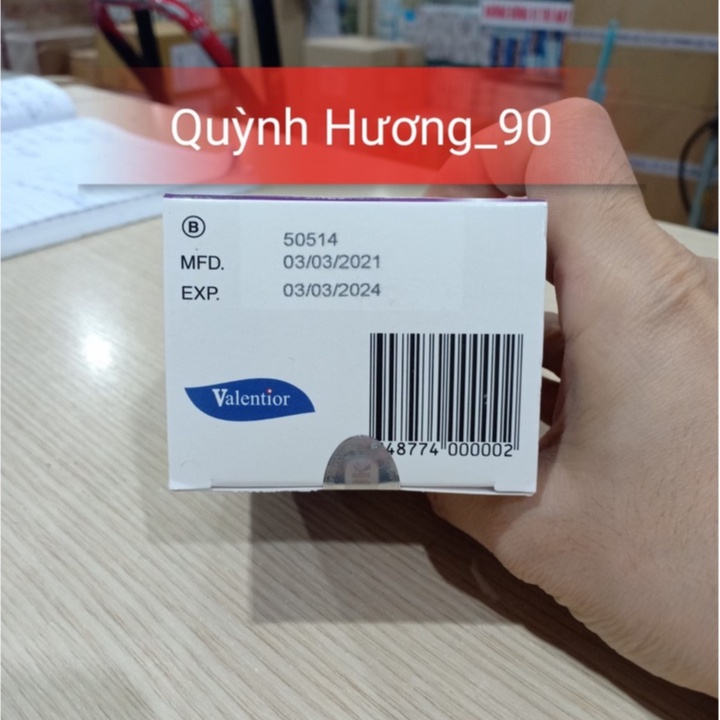 Quỳnh Hương_90
B
50514
MFD. 03/03/2021
EXP. 03/03/2024
Valentior
48774 000002